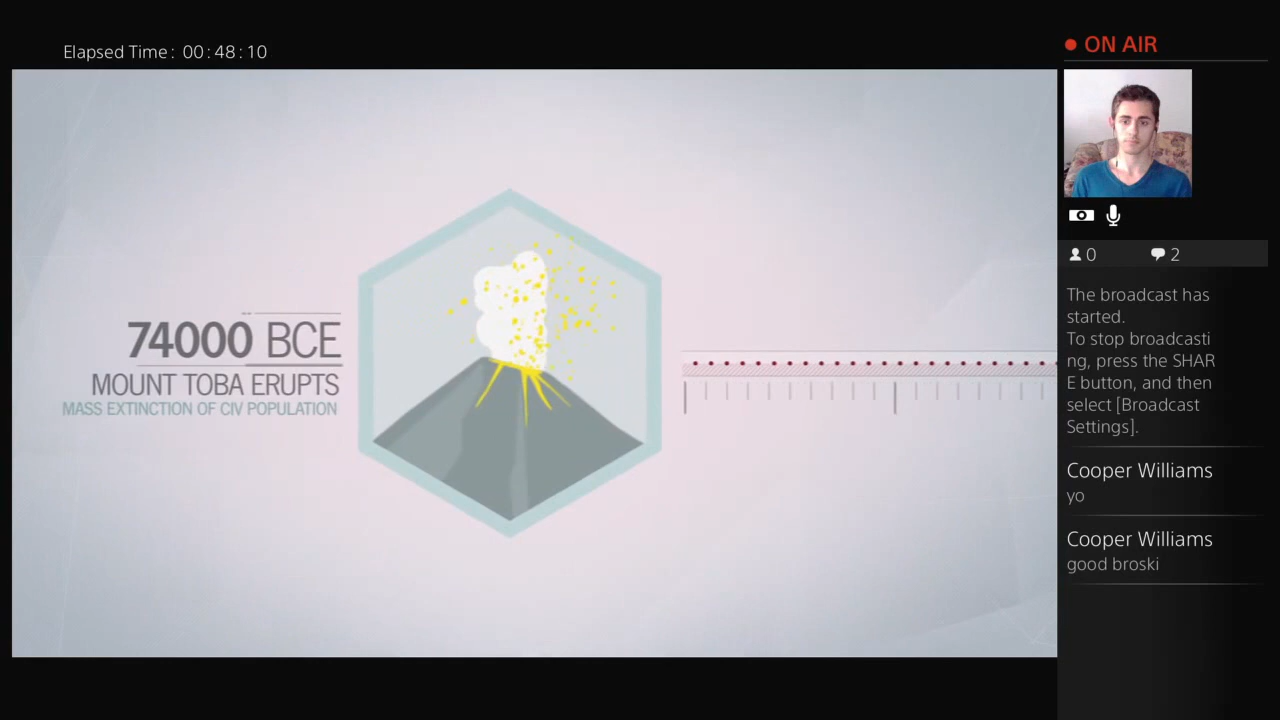 Elapsed Time: 00:48:10
ON AIR
74000 BCE
MOUNT TOBA ERUPTS
MASS EXTINCTION OF CIV POPULATION
0
2
The broadcast has
started.
To stop broadcasti
ng, press the SHAR
E button, and then
select [Broadcast
Settings].
Cooper Williams
yo
Cooper Williams
good broski